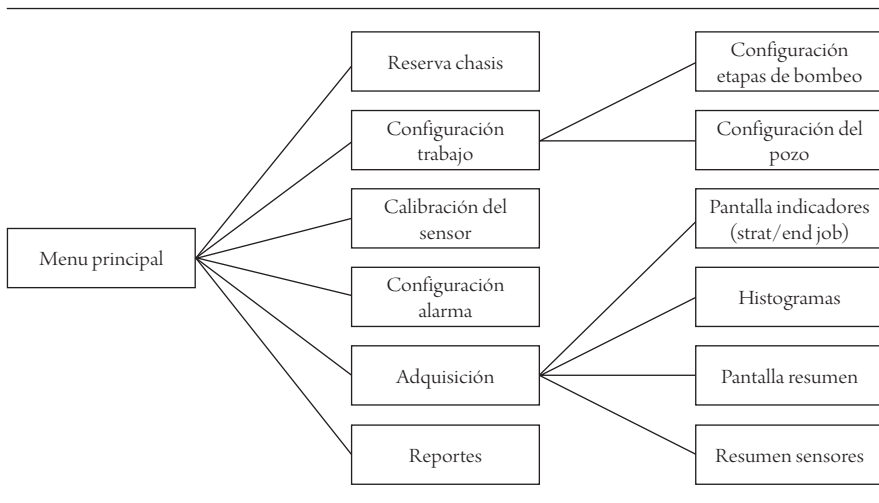 Menu principal
Reserva chasis
Configuración
trabajo
Calibración del
sensor
Configuración
alarma
Adquisición
Reportes
Configuración
etapas de bombeo
Configuración del
pozo
Pantalla indicadores
(strat/end job)
Histogramas
Pantalla resumen
Resumen sensores